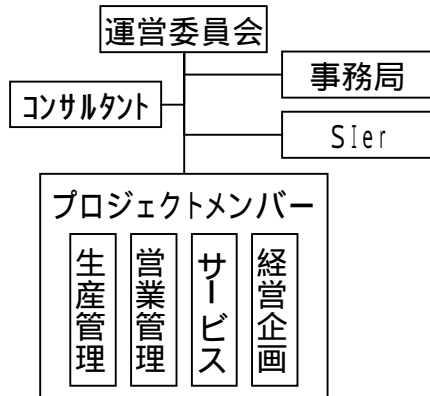 運営委員会
事務局
コンサルタント
SIer
プロジェクトメンバー
生産管理
営業管理
サービス
経営企画